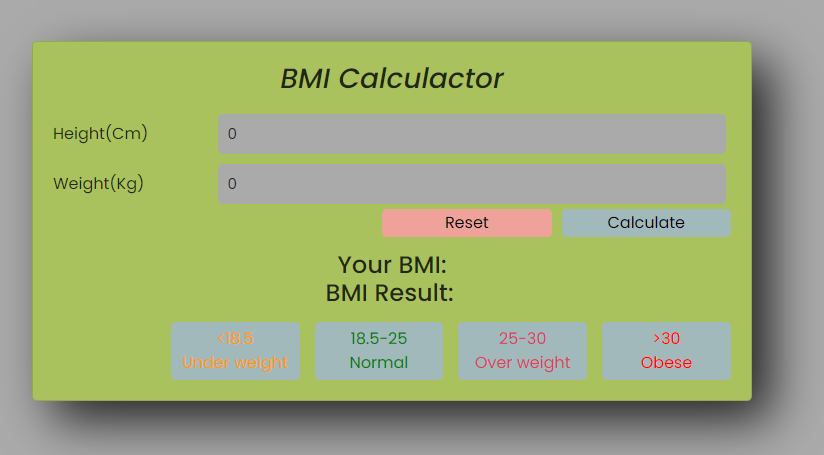 BMI Calculactor
Height(Cm) 0
Weight(Kg) 0
Reset Calculate
Your BMI:
BMI Result:
<18.5 18.5-25 25-30 >30
Under weight Normal Over weight Obese